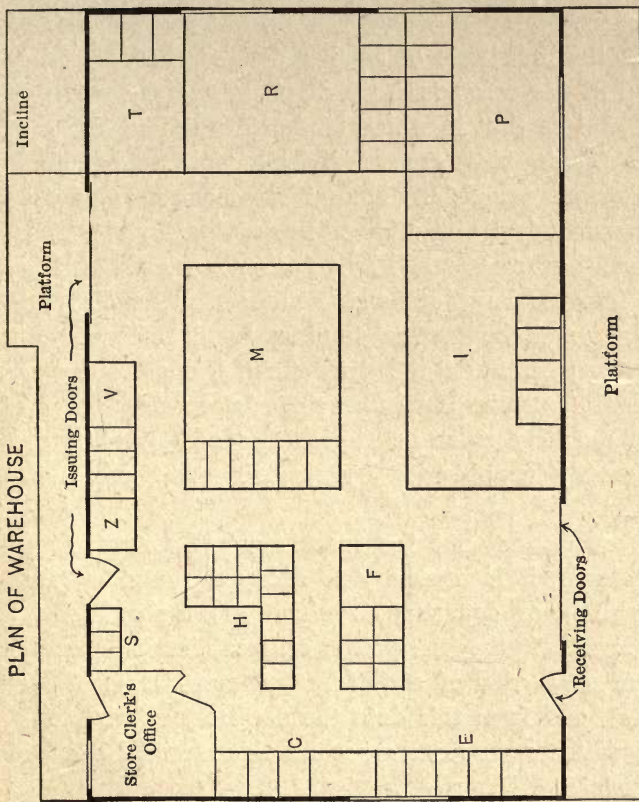 PLAN OF WAREHOUSE
Incline
Platform
Issuing Doors
T
R
P
V
Z
M
I.
S
H
F
Store Clerk's
Office
C
E
Receiving Doors
Platform